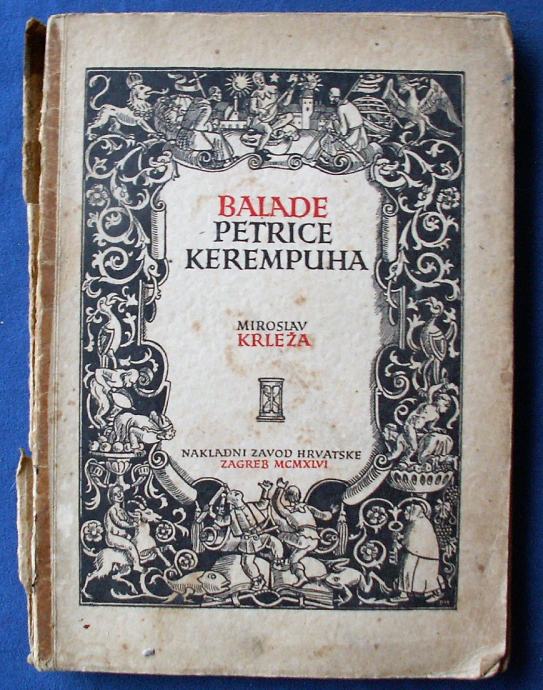 BALADE
PETRICE
KEREMPUHA
MIROSLAV
KRLEŽA
NAKLADNI ZAVOD HRVATSKE
ZAGREB MCMXLVI